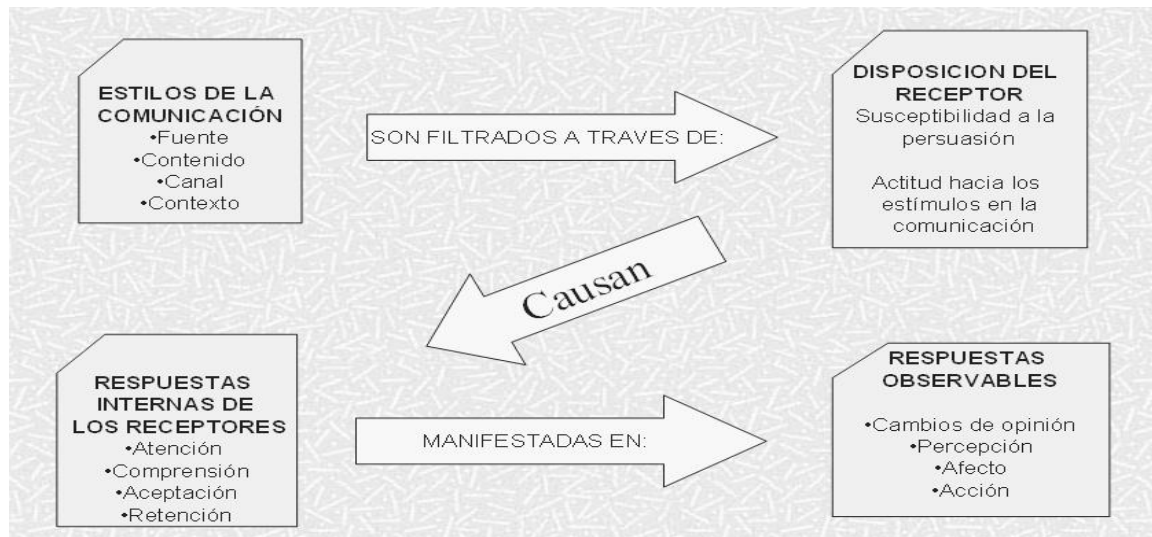 ESTILOS DE LA
COMUNICACIÓN
•Fuente
•Contenido
•Canal
•Contexto
SON FILTRADOS A TRAVES DE:
DISPOSICION DEL
RECEPTOR
Susceptibilidad a la
persuasión
Actitud hacia los
estímulos en la
comunicación
Causan
RESPUESTAS
INTERNAS DE
LOS RECEPTORES
•Atención
•Comprensión
•Aceptación
•Retención
MANIFESTADAS EN:
RESPUESTAS
OBSERVABLES
•Cambios de opinión
•Percepción
•Afecto
•Acción